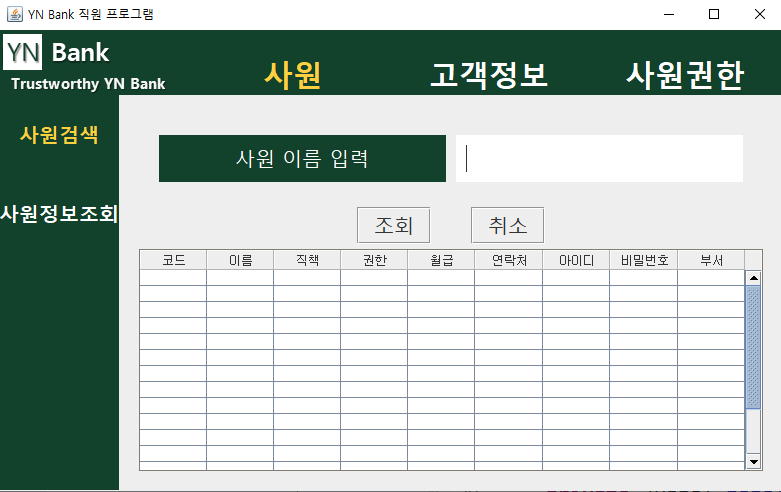 YN Bank 직원 프로그램
YN Bank
Trustworthy YN Bank
사원 고객정보 사원권한
사원검색
사원정보조회
사원 이름 입력
조회 취소
코드 이름 직책 권한 월급 연락처 아이디 비밀번호 부서